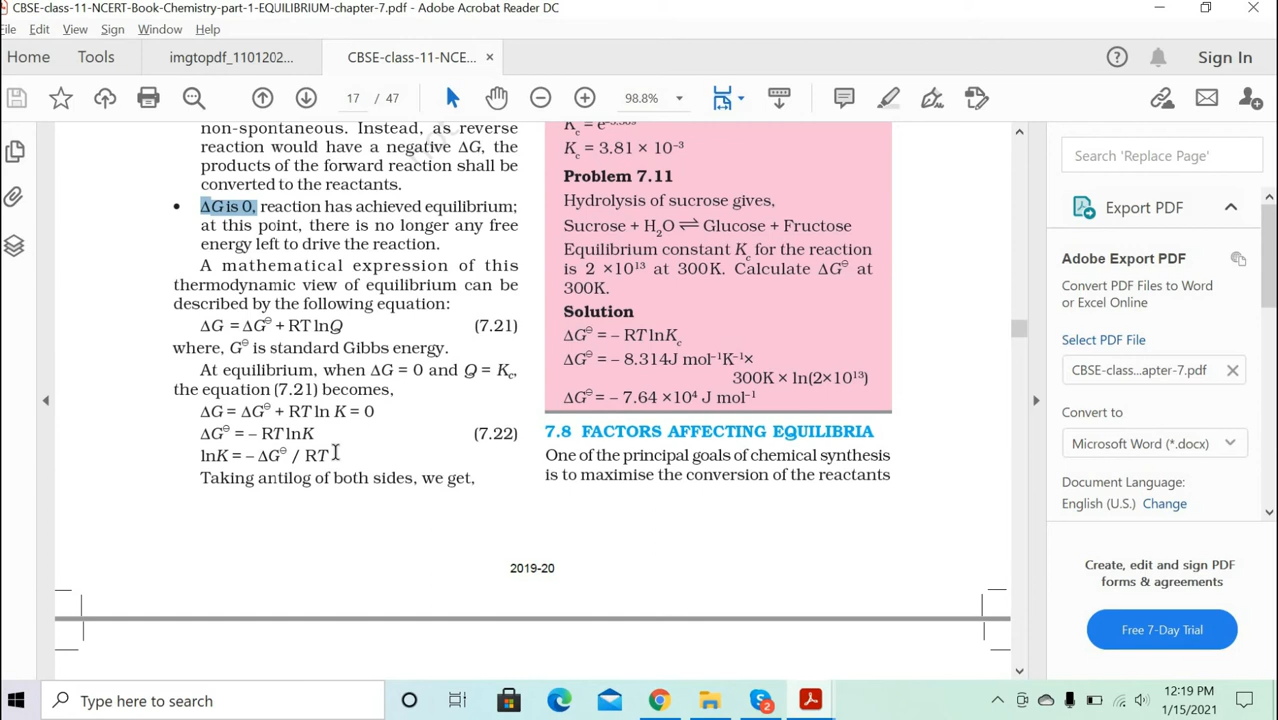 CBSE-class-11-NCERT-Book-Chemistry-part-1-EQUILIBRIUM-chapter-7.pdf - Adobe Acrobat Reader DC
File Edit View Sign Window Help
Home Tools imgtopdf_1101202... CBSE-class-11-NCE... × Sign In
17 / 47 98.8%
non-spontaneous. Instead, as reverse
reaction would have a negative ΔG, the
products of the forward reaction shall be
converted to the reactants.
• ΔG is 0, reaction has achieved equilibrium;
at this point, there is no longer any free
energy left to drive the reaction.
A mathematical expression of this
thermodynamic view of equilibrium can be
described by the following equation:
ΔG = ΔG⊖ + RT lnQ (7.21)
where, G⊖ is standard Gibbs energy.
At equilibrium, when ΔG = 0 and Q = Kc,
the equation (7.21) becomes,
ΔG = ΔG⊖ + RT ln K = 0
ΔG⊖ = – RT lnK (7.22)
lnK = – ΔG⊖ / RT
Taking antilog of both sides, we get,
Kc = e–5.569
Kc = 3.81 × 10–3
Problem 7.11
Hydrolysis of sucrose gives,
Sucrose + H2O ⇌ Glucose + Fructose
Equilibrium constant Kc for the reaction
is 2 ×10¹³ at 300K. Calculate ΔG⊖ at
300K.
Solution
ΔG⊖ = – RT lnKc
ΔG⊖ = – 8.314J mol–1K–1×
300K × ln(2×10¹³)
ΔG⊖ = – 7.64 ×10⁴ J mol–1
7.8 FACTORS AFFECTING EQUILIBRIA
One of the principal goals of chemical synthesis
is to maximise the conversion of the reactants
2019-20
Search 'Replace Page'
Export PDF
Adobe Export PDF
Convert PDF Files to Word
or Excel Online
Select PDF File
CBSE-class...apter-7.pdf ×
Convert to
Microsoft Word (*.docx)
Document Language:
English (U.S.) Change
Create, edit and sign PDF
forms & agreements
Free 7-Day Trial
Type here to search
2
12:19 PM
1/15/2021